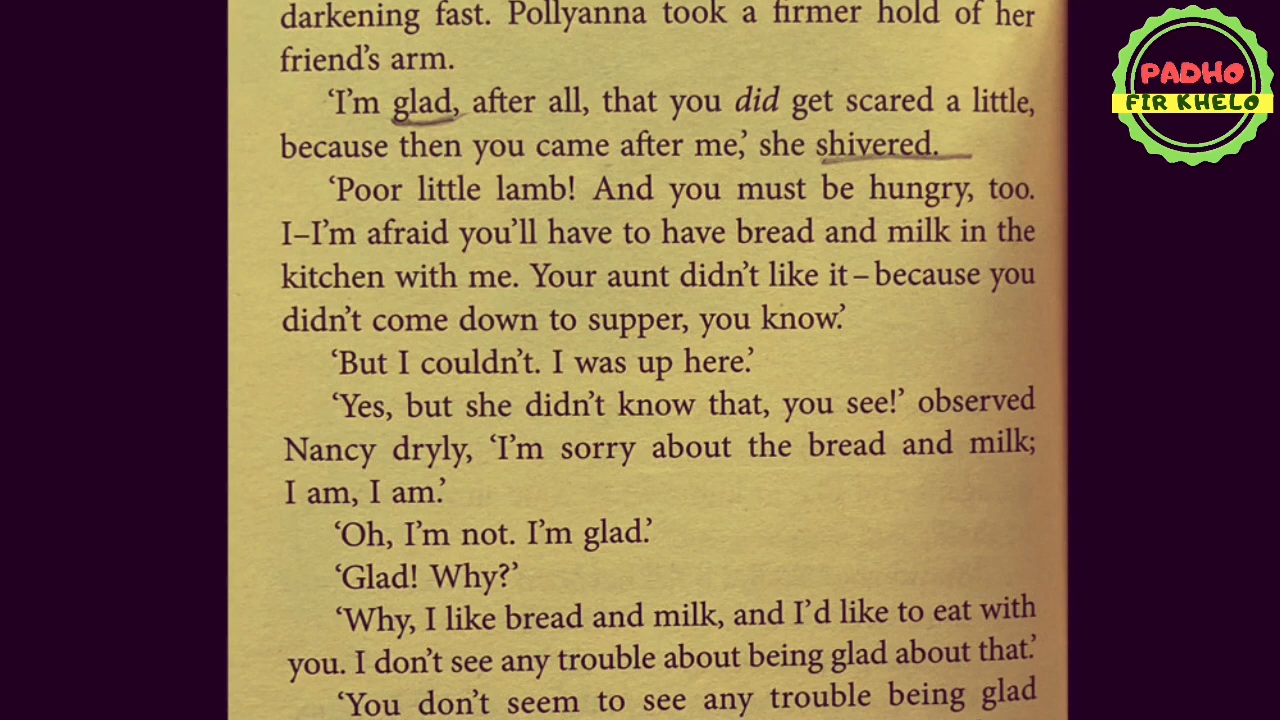 darkening fast. Pollyanna took a firmer hold of her
friend's arm.
‘I'm glad, after all, that you did get scared a little,
because then you came after me,’ she shivered.
‘Poor little lamb! And you must be hungry, too.
I–I'm afraid you'll have to have bread and milk in the
kitchen with me. Your aunt didn't like it – because you
didn't come down to supper, you know.’
‘But I couldn't. I was up here.’
‘Yes, but she didn't know that, you see!’ observed
Nancy dryly, ‘I'm sorry about the bread and milk;
I am, I am.’
‘Oh, I'm not. I'm glad.’
‘Glad! Why?’
‘Why, I like bread and milk, and I'd like to eat with
you. I don't see any trouble about being glad about that.’
‘You don't seem to see any trouble being glad
PADHO
FIR KHELO